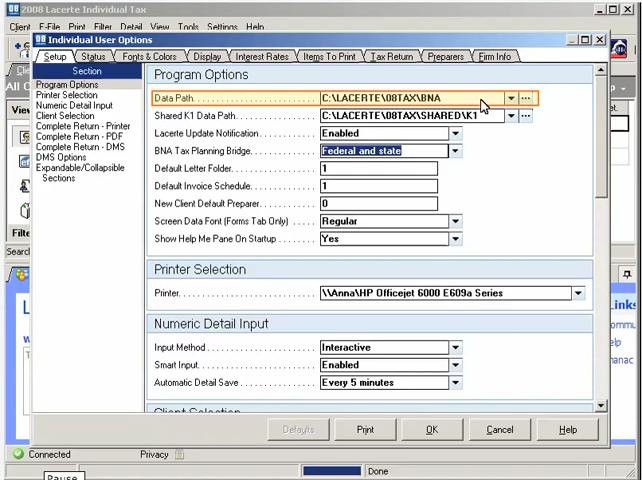 2008 Lacerte Individual Tax
Client E-File Print Filter Detail View Tools Settings Help
Individual User Options
Setup Status Fonts & Colors Display Interest Rates Items To Print Tax Return Preparers Firm Info
Section
Program Options
Printer Selection
Numeric Detail Input
Client Selection
Complete Return - Printer
Complete Return - PDF
Complete Return - DMS
DMS Options
Expandable/Collapsible
Sections
Program Options
Data Path C:\LACERTE\08TAX\BNA
Shared K1 Data Path C:\LACERTE\08TAX\SHARED\K1
Lacerte Update Notification Enabled
BNA Tax Planning Bridge Federal and state
Default Letter Folder 1
Default Invoice Schedule 1
New Client Default Preparer 0
Screen Data Font (Forms Tab Only) Regular
Show Help Me Pane On Startup Yes
Printer Selection
Printer \\Anna\HP Officejet 6000 E609a Series
Numeric Detail Input
Input Method Interactive
Smart Input Enabled
Automatic Detail Save Every 5 minutes
Client Selection
Defaults Print OK Cancel Help
Connected Privacy Done
Pause